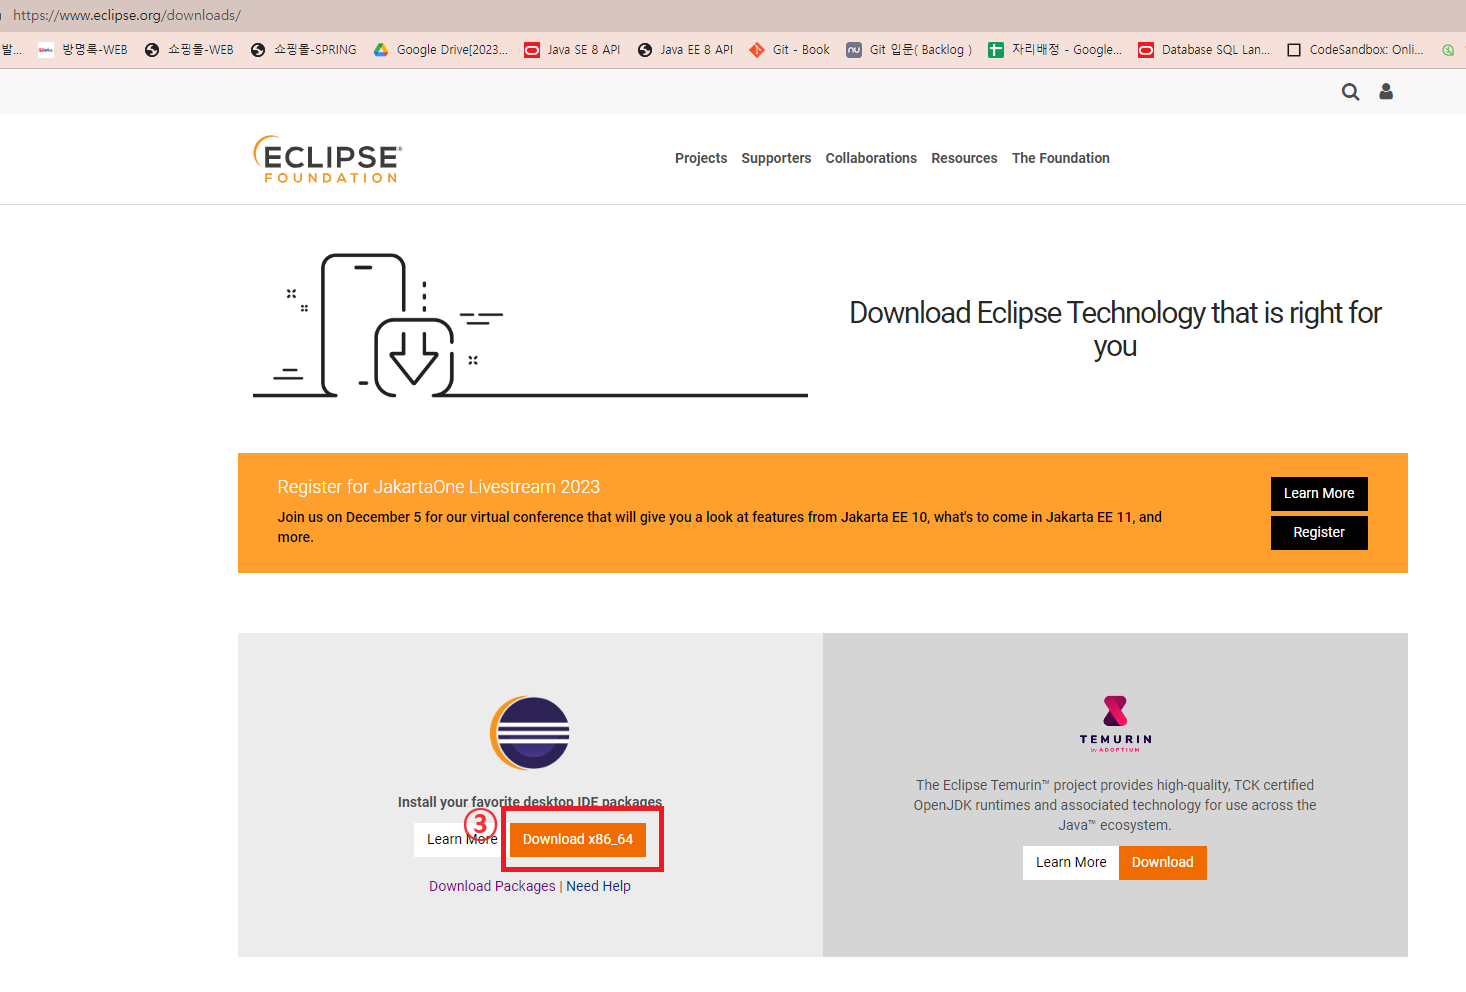 https://www.eclipse.org/downloads/
발... 방명록-WEB 쇼핑몰-WEB 쇼핑몰-SPRING Google Drive[2023... Java SE 8 API Java EE 8 API Git - Book Git 입문( Backlog ) 자리배정 - Google... Database SQL Lan... CodeSandbox: Onli...
ECLIPSE®
FOUNDATION
Projects Supporters Collaborations Resources The Foundation
Download Eclipse Technology that is right for
you
Register for JakartaOne Livestream 2023
Join us on December 5 for our virtual conference that will give you a look at features from Jakarta EE 10, what's to come in Jakarta EE 11, and
more.
Learn More
Register
Install your favorite desktop IDE packages
③
Learn More Download x86_64
Download Packages | Need Help
TEMURIN
by ADOPTIUM
The Eclipse Temurin™ project provides high-quality, TCK certified
OpenJDK runtimes and associated technology for use across the
Java™ ecosystem.
Learn More Download